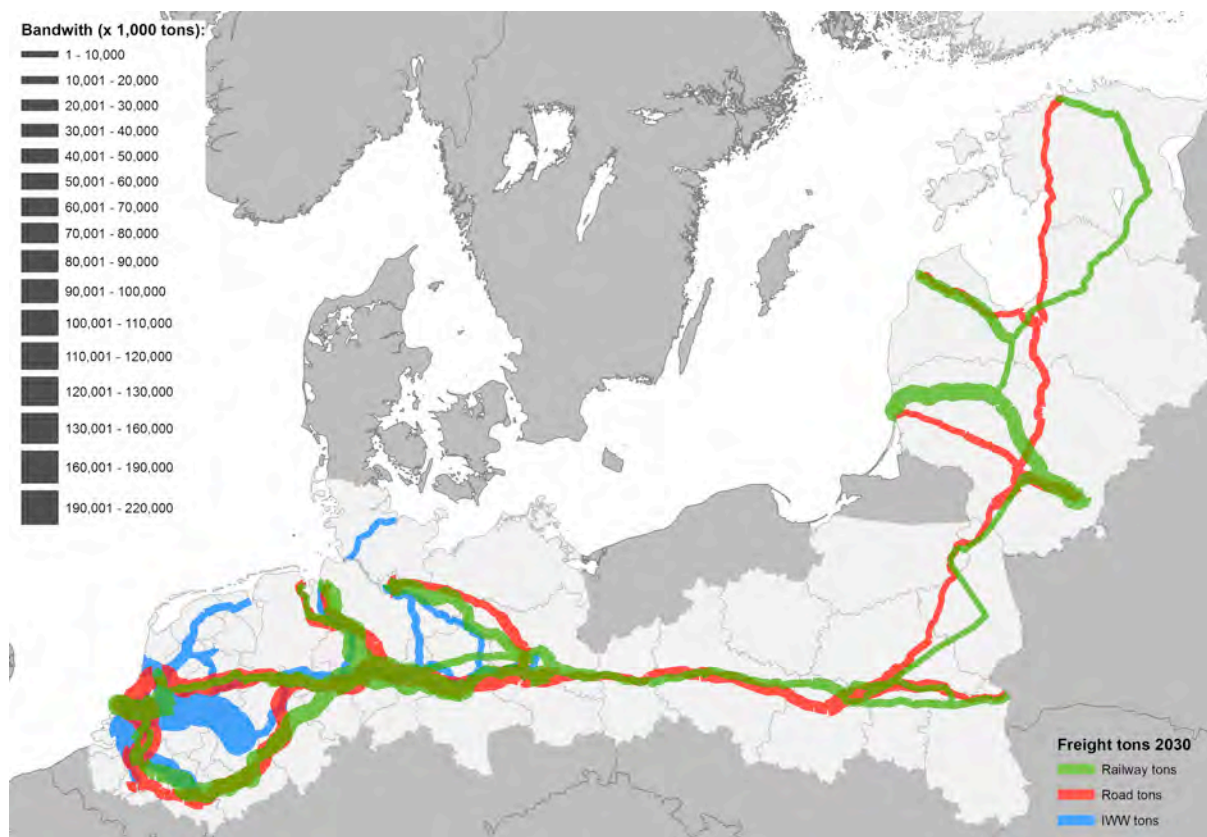 Bandwith (x 1,000 tons):
1 - 10,000
10,001 - 20,000
20,001 - 30,000
30,001 - 40,000
40,001 - 50,000
50,001 - 60,000
60,001 - 70,000
70,001 - 80,000
80,001 - 90,000
90,001 - 100,000
100,001 - 110,000
110,001 - 120,000
120,001 - 130,000
130,001 - 160,000
160,001 - 190,000
190,001 - 220,000
Freight tons 2030
Railway tons
Road tons
IWW tons